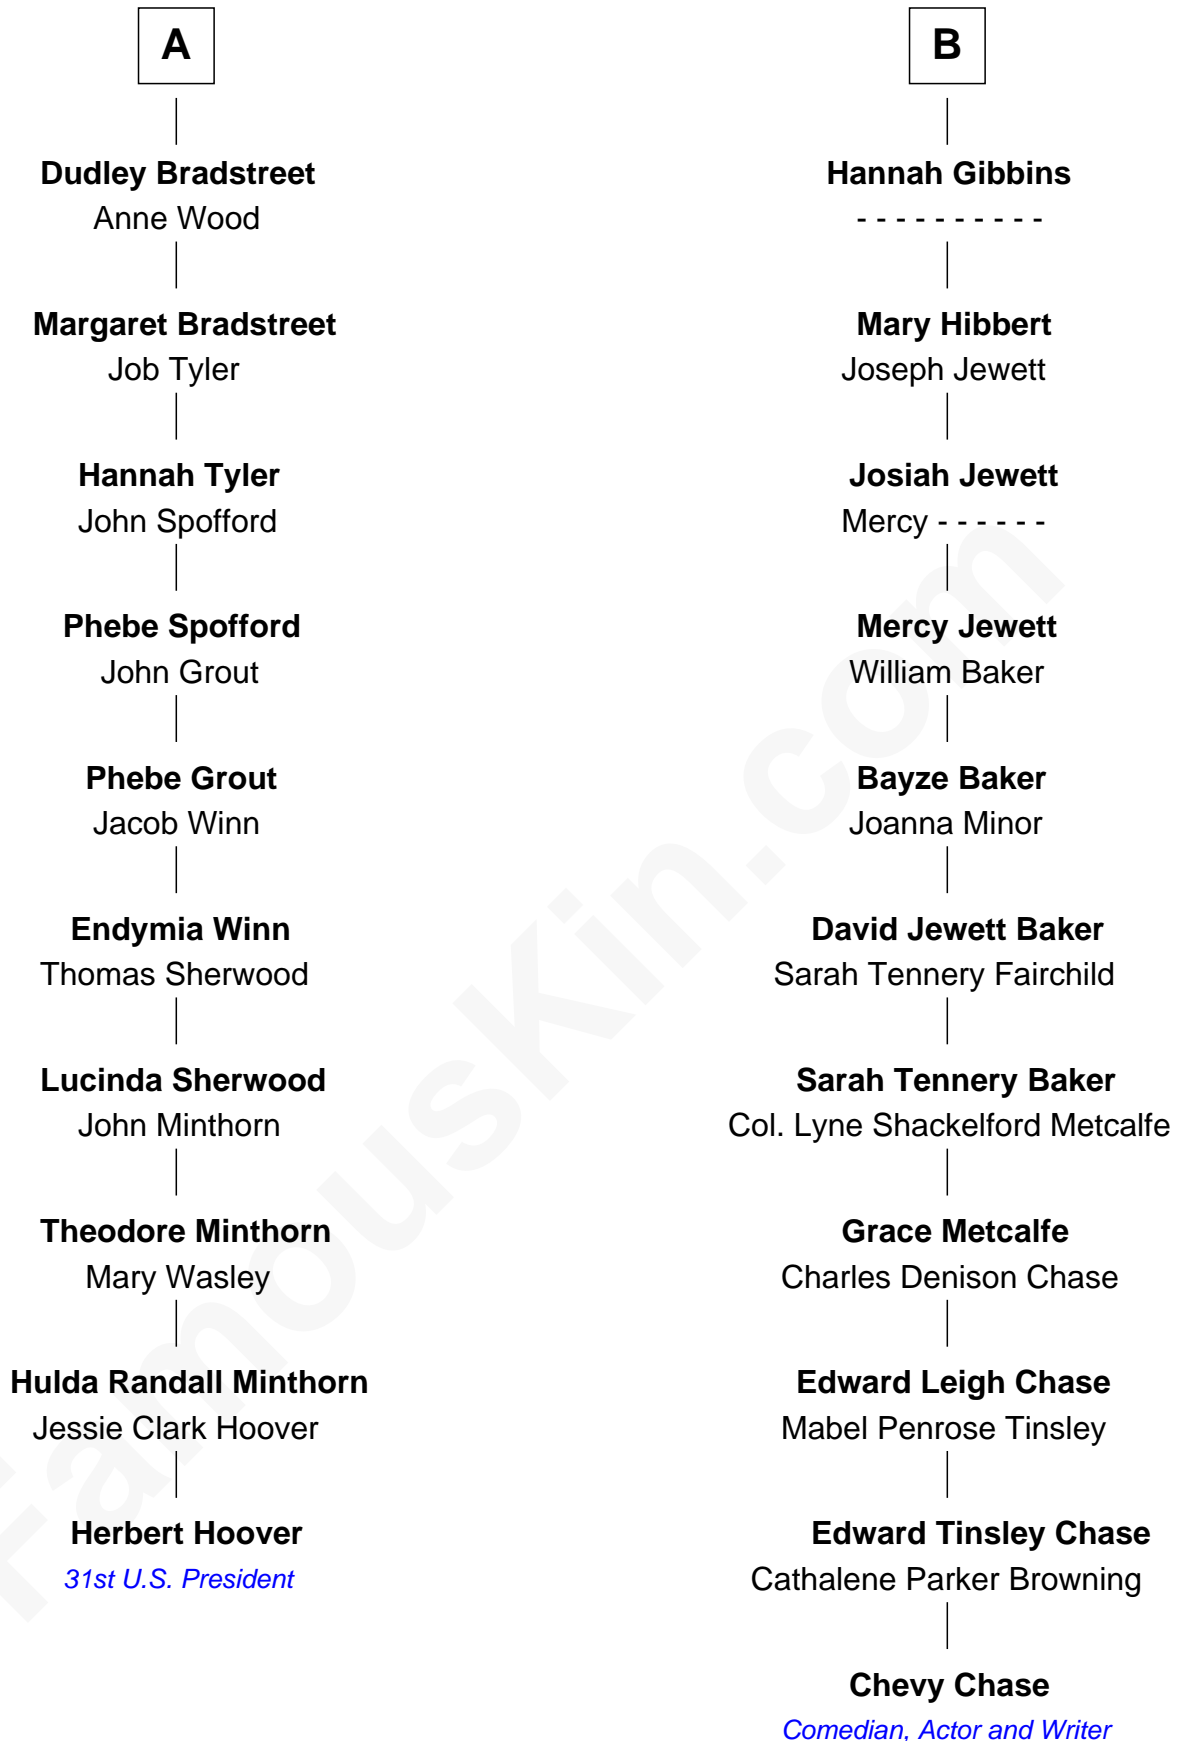 A
Dudley Bradstreet
Anne Wood
Margaret Bradstreet
Job Tyler
Hannah Tyler
John Spofford
Phebe Spofford
John Grout
Phebe Grout
Jacob Winn
Endymia Winn
Thomas Sherwood
Lucinda Sherwood
John Minthorn
Theodore Minthorn
Mary Wasley
Hulda Randall Minthorn
Jessie Clark Hoover
Herbert Hoover
31st U.S. President
B
Hannah Gibbins
- - - - - - - - - -
Mary Hibbert
Joseph Jewett
Josiah Jewett
Mercy - - - - - -
Mercy Jewett
William Baker
Bayze Baker
Joanna Minor
David Jewett Baker
Sarah Tennery Fairchild
Sarah Tennery Baker
Col. Lyne Shackelford Metcalfe
Grace Metcalfe
Charles Denison Chase
Edward Leigh Chase
Mabel Penrose Tinsley
Edward Tinsley Chase
Cathalene Parker Browning
Chevy Chase
Comedian, Actor and Writer
FamousKin.com